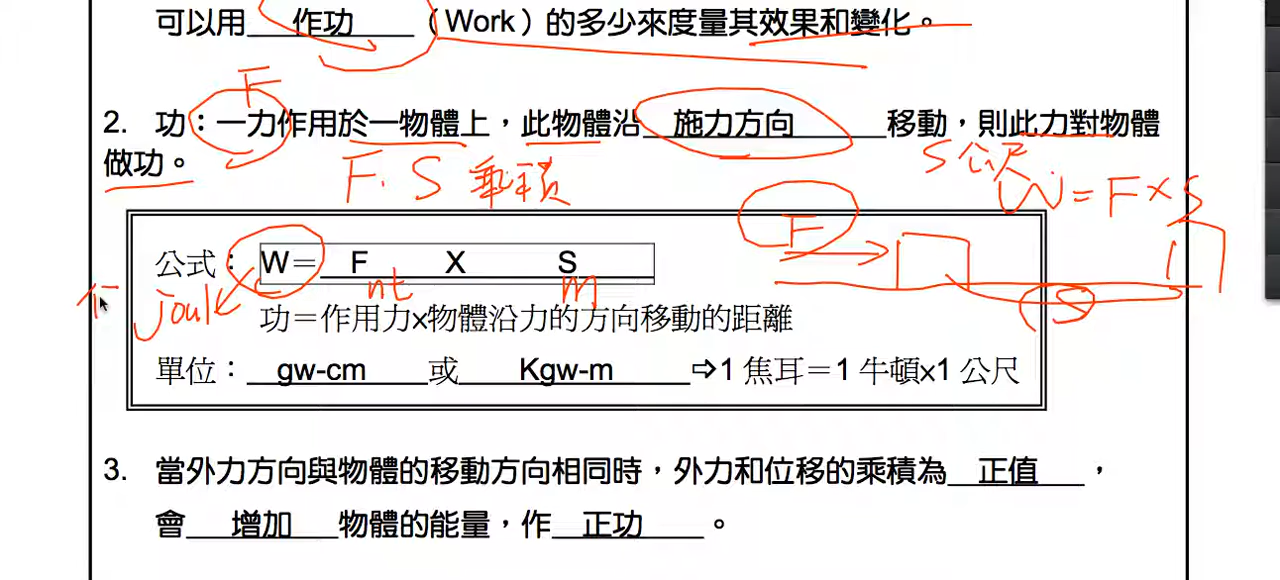 可以用 作功 （Work）的多少來度量其效果和變化。
F
2. 功：一力作用於一物體上，此物體沿 施力方向 移動，則此力對物體
做功。
F．S 乘積
S 公尺
W＝F×S
公式： W＝ F X S
F
nt m
joul
S
功＝作用力x物體沿力的方向移動的距離
單位： gw-cm 或 Kgw-m ⇨1 焦耳＝1 牛頓x1 公尺
3. 當外力方向與物體的移動方向相同時，外力和位移的乘積為 正值 ，
會 增加 物體的能量，作 正功 。